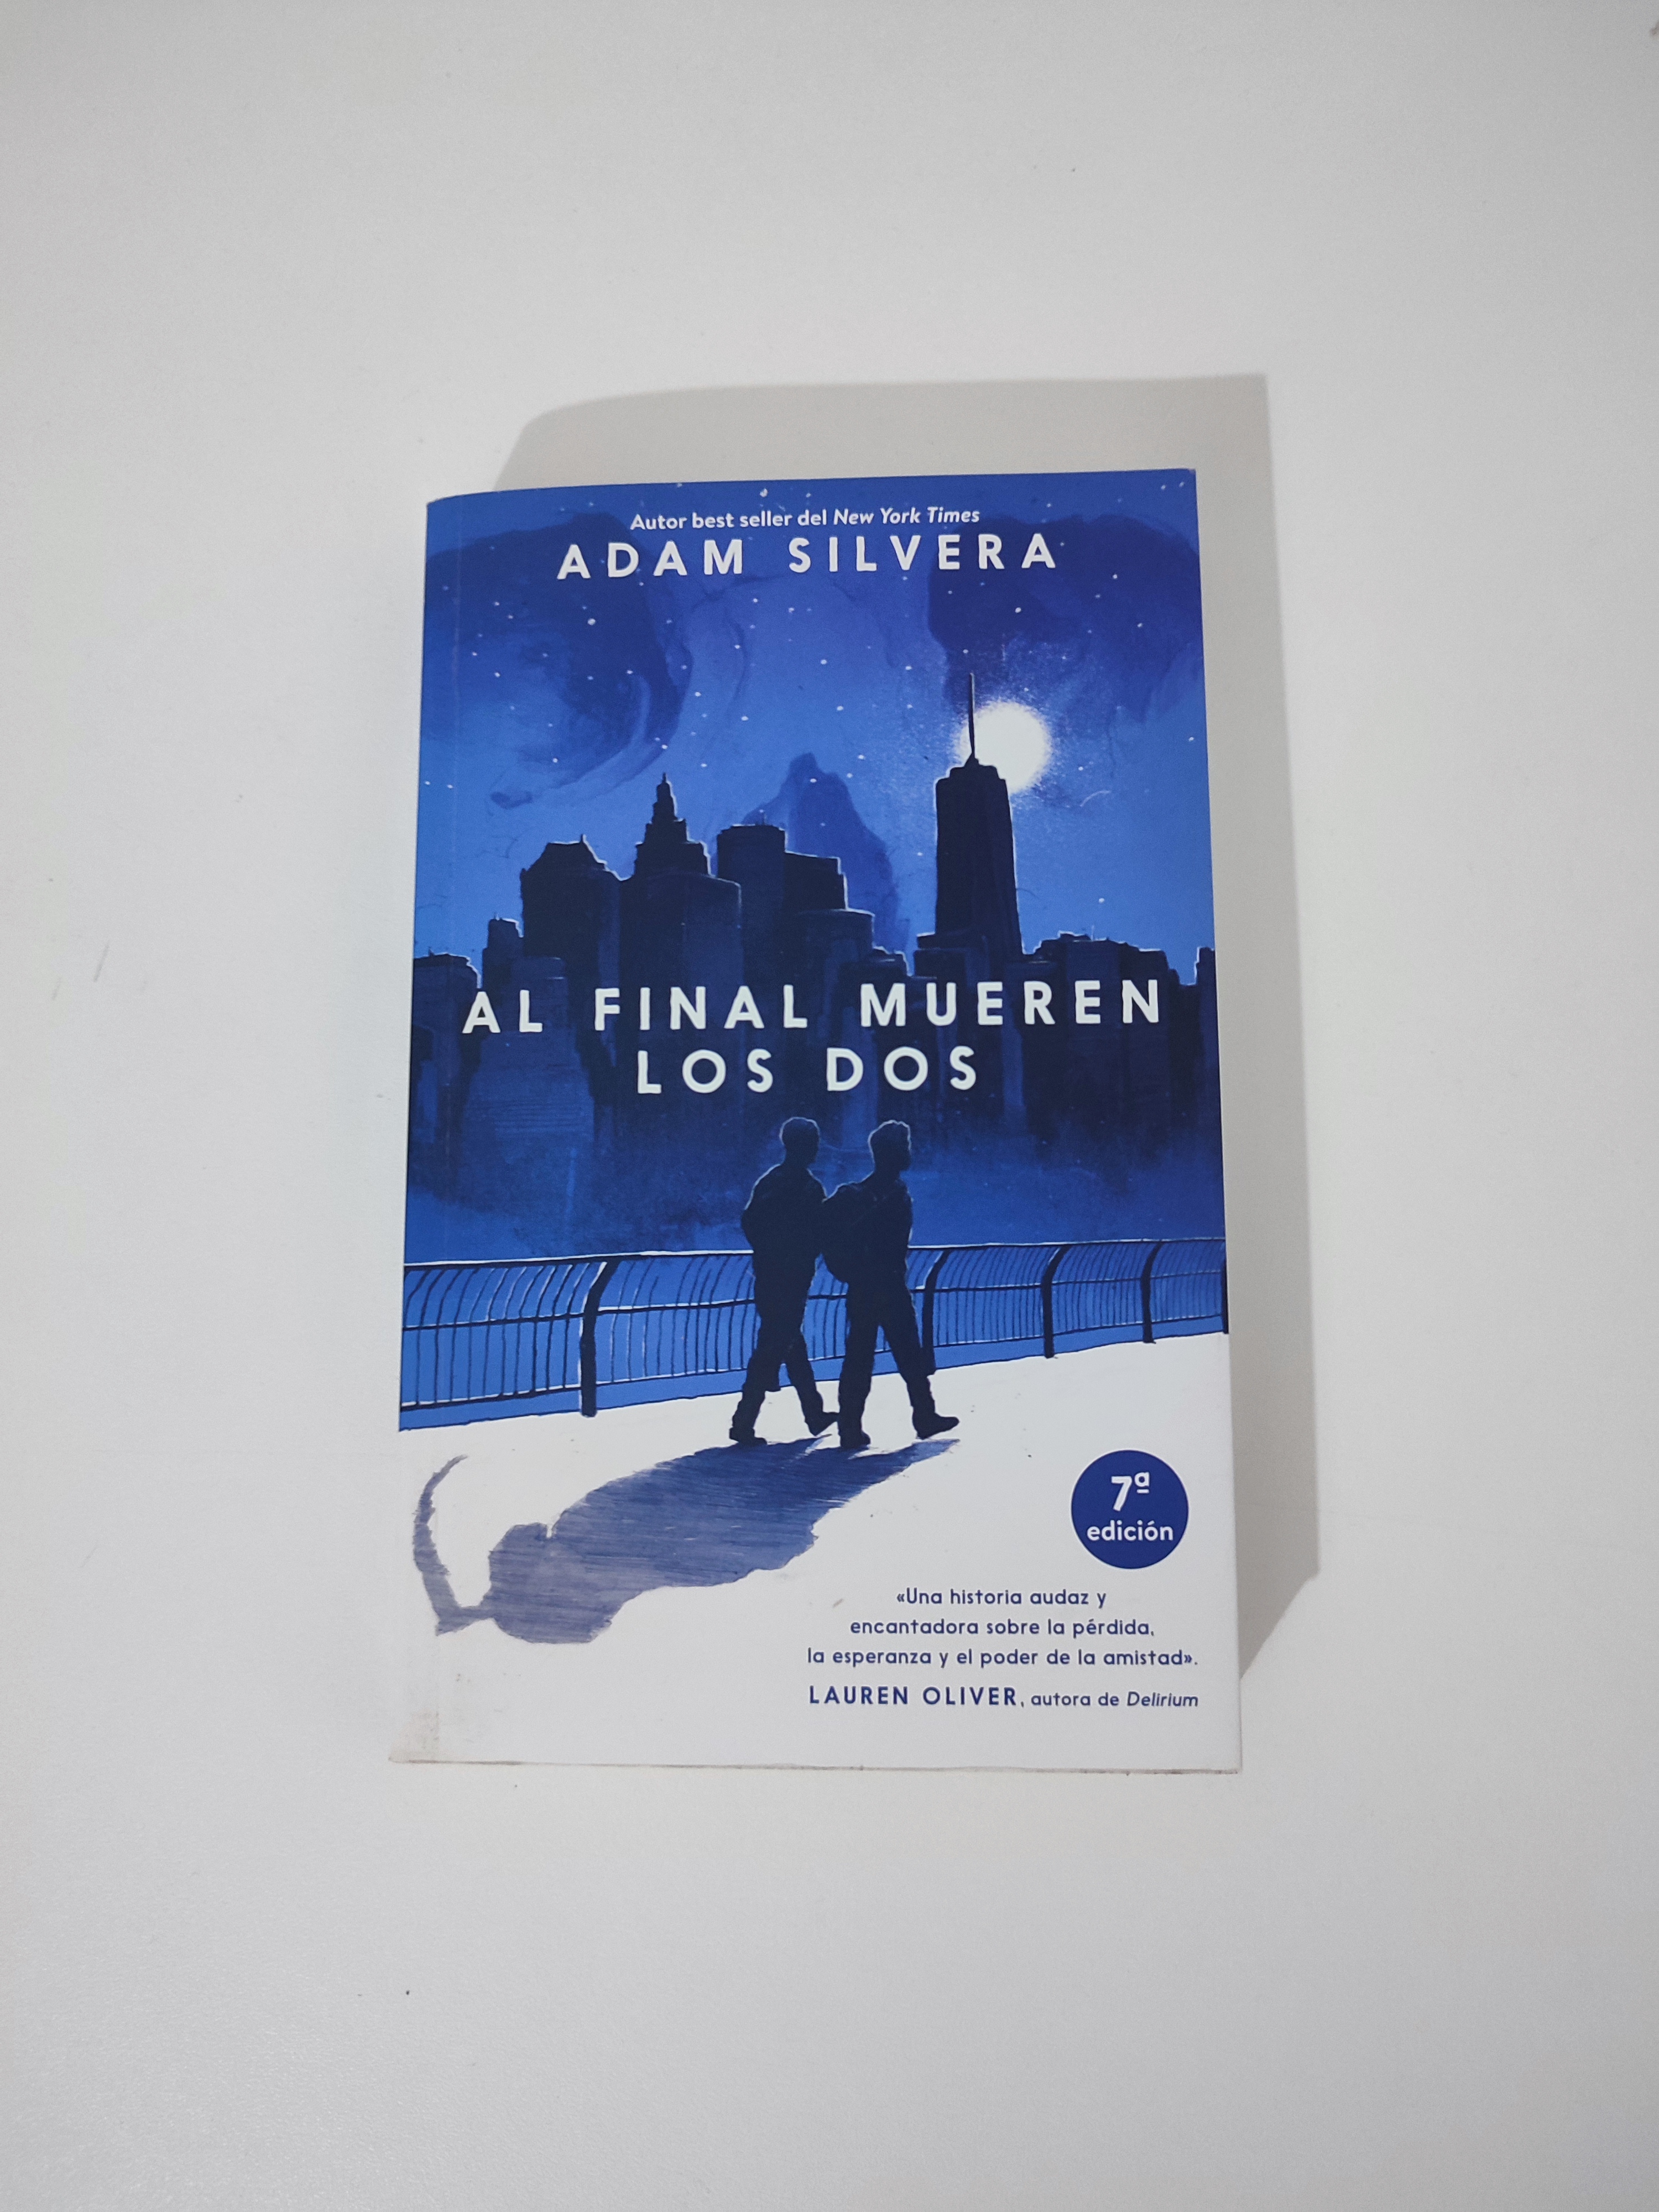 Autor best seller del New York Times
ADAM SILVERA
AL FINAL MUEREN
LOS DOS
7ª
edición
«Una historia audaz y
encantadora sobre la pérdida,
la esperanza y el poder de la amistad».
LAUREN OLIVER, autora de Delirium